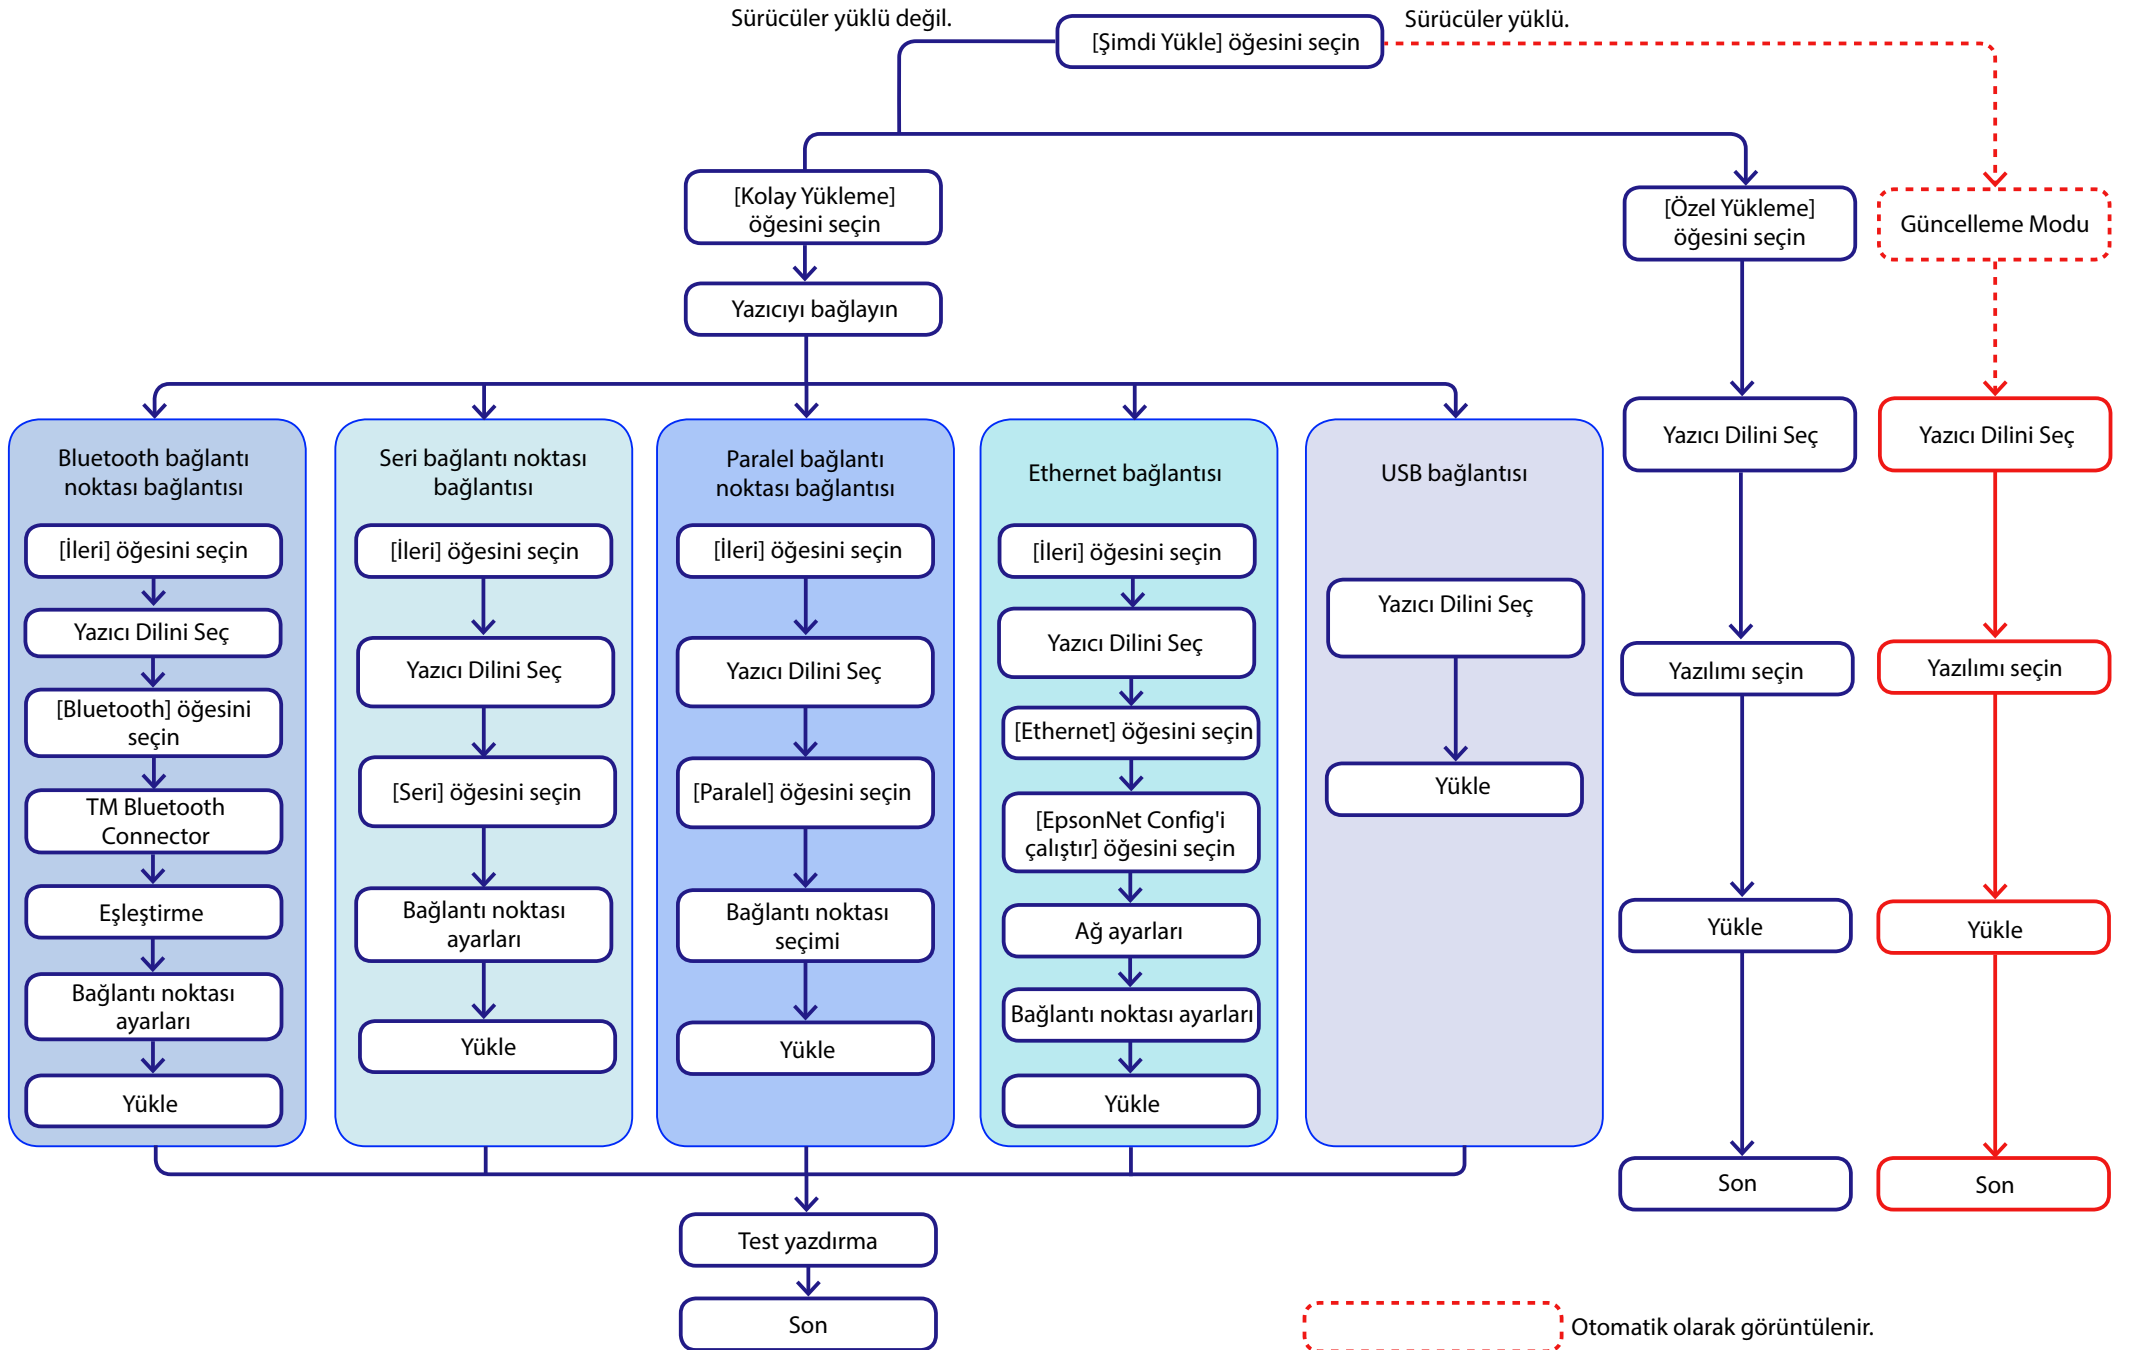 Sürücüler yüklü değil.
[Şimdi Yükle] öğesini seçin
Sürücüler yüklü.
[Kolay Yükleme]
öğesini seçin
[Özel Yükleme]
öğesini seçin
Güncelleme Modu
Yazıcıyı bağlayın
Bluetooth bağlantı
noktası bağlantısı
[İleri] öğesini seçin
Yazıcı Dilini Seç
[Bluetooth] öğesini
seçin
TM Bluetooth
Connector
Eşleştirme
Bağlantı noktası
ayarları
Yükle
Seri bağlantı noktası
bağlantısı
[İleri] öğesini seçin
Yazıcı Dilini Seç
[Seri] öğesini seçin
Bağlantı noktası
ayarları
Yükle
Paralel bağlantı
noktası bağlantısı
[İleri] öğesini seçin
Yazıcı Dilini Seç
[Paralel] öğesini seçin
Bağlantı noktası
seçimi
Yükle
Ethernet bağlantısı
[İleri] öğesini seçin
Yazıcı Dilini Seç
[Ethernet] öğesini seçin
[EpsonNet Config'i
çalıştır] öğesini seçin
Ağ ayarları
Bağlantı noktası ayarları
Yükle
USB bağlantısı
Yazıcı Dilini Seç
Yükle
Yazıcı Dilini Seç
Yazılımı seçin
Yükle
Son
Yazıcı Dilini Seç
Yazılımı seçin
Yükle
Son
Test yazdırma
Son
Otomatik olarak görüntülenir.